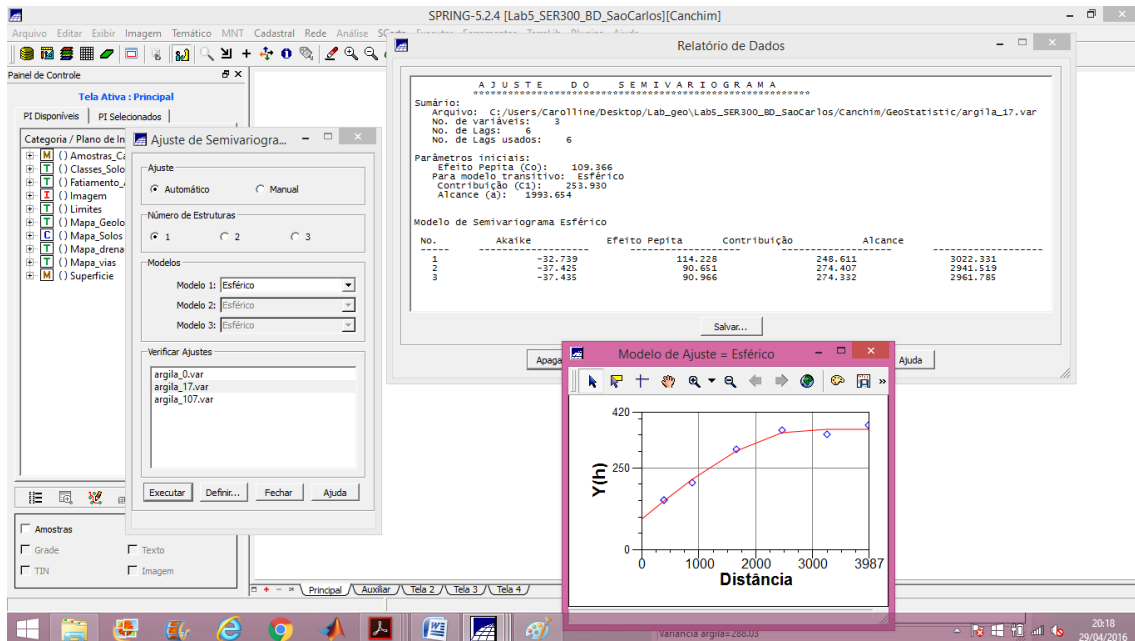 SPRING-5.2.4 [Lab5_SER300_BD_SaoCarlos][Canchim]
Arquivo Editar Exibir Imagem Temático MNT Cadastral Rede Análise
Painel de Controle
Tela Ativa : Principal
PI Disponíveis PI Selecionados
Categoria / Plano de In
M () Amostras_Ca
T () Classes_Solo
T () Fatiamento_
I () Imagem
T () Limites
T () Mapa_Geolo
C () Mapa_Solos
T () Mapa_drena
T () Mapa_vias
M () Superficie
Amostras
Grade Texto
TIN Imagem
Ajuste de Semivariogra...
Ajuste
Automático Manual
Número de Estruturas
1 2 3
Modelos
Modelo 1: Esférico
Modelo 2: Esférico
Modelo 3: Esférico
Verificar Ajustes
argila_0.var
argila_17.var
argila_107.var
Executar Definir... Fechar Ajuda
Relatório de Dados
AJUSTE DO SEMIVARIOGRAMA
Sumário:
Arquivo: C:/Users/Carolline/Desktop/Lab_geo\Lab5_SER300_BD_SaoCarlos/Canchim/GeoStatistic/argila_17.var
No. de variáveis: 3
No. de Lags: 6
No. de Lags usados: 6
Parâmetros iniciais:
Efeito Pepita (Co): 109.366
Para modelo transitivo: Esférico
Contribuição (C1): 253.930
Alcance (a): 1993.654
Modelo de Semivariograma Esférico
No. Akaike Efeito Pepita Contribuição Alcance
1 -32.739 114.228 248.611 3022.331
2 -37.425 90.651 274.407 2941.519
3 -37.435 90.966 274.332 2961.785
Salvar...
Apaga
Ajuda
Modelo de Ajuste = Esférico
»
420
250
0
Y(h)
0 1000 2000 3000 3987
Distância
Principal Auxiliar Tela 2 Tela 3 Tela 4
Variância argila=288.03
20:18
29/04/2016